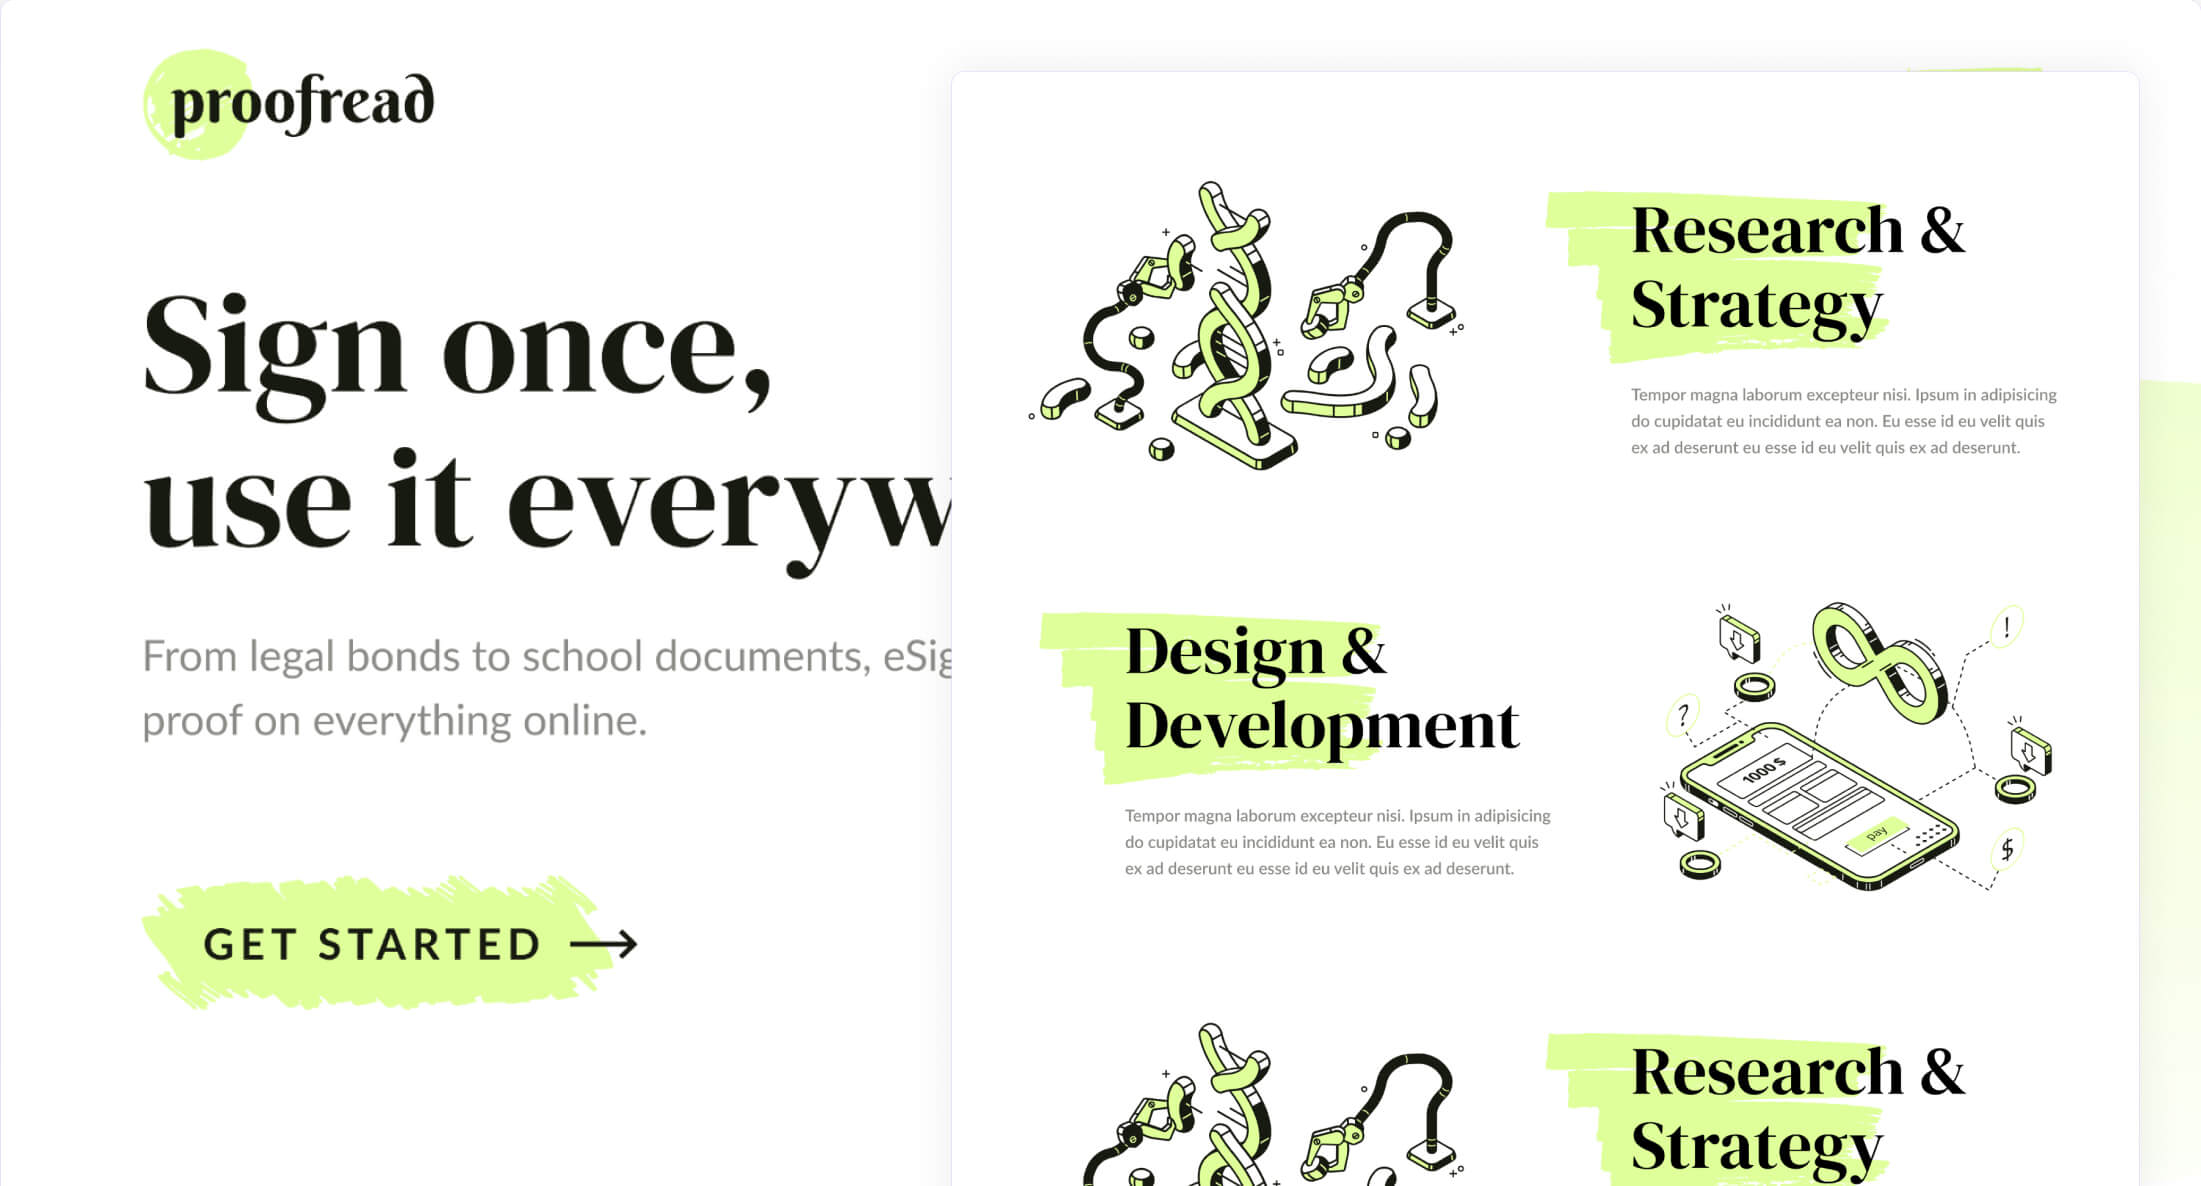 proofread
Sign once,
use it everyw
From legal bonds to school documents, eSig
proof on everything online.
GET STARTED
Research &
Strategy
Tempor magna laborum excepteur nisi. Ipsum in adipisicing
do cupidatat eu incididunt ea non. Eu esse id eu velit quis
ex ad deserunt eu esse id eu velit quis ex ad deserunt.
Design &
Development
Tempor magna laborum excepteur nisi. Ipsum in adipisicing
do cupidatat eu incididunt ea non. Eu esse id eu velit quis
ex ad deserunt eu esse id eu velit quis ex ad deserunt.
!
?
1000 $
pay
$
Research &
Strategy